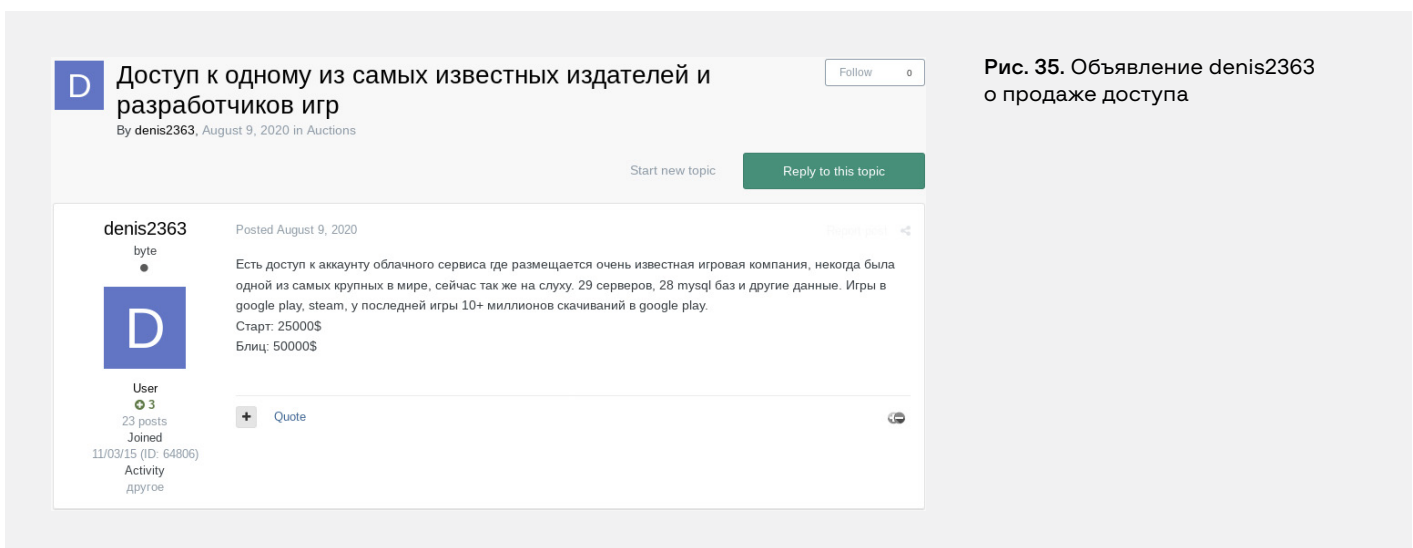 D
Доступ к одному из самых известных издателей и
разработчиков игр
By denis2363, August 9, 2020 in Auctions
Follow 0
Start new topic
Reply to this topic
denis2363
byte
D
User
3
23 posts
Joined
11/03/15 (ID: 64806)
Activity
другое
Posted August 9, 2020
Report post
Есть доступ к аккаунту облачного сервиса где размещается очень известная игровая компания, некогда была
одной из самых крупных в мире, сейчас так же на слуху. 29 серверов, 28 mysql баз и другие данные. Игры в
google play, steam, у последней игры 10+ миллионов скачиваний в google play.
Старт: 25000$
Блиц: 50000$
+ Quote
Рис. 35. Объявление denis2363
о продаже доступа